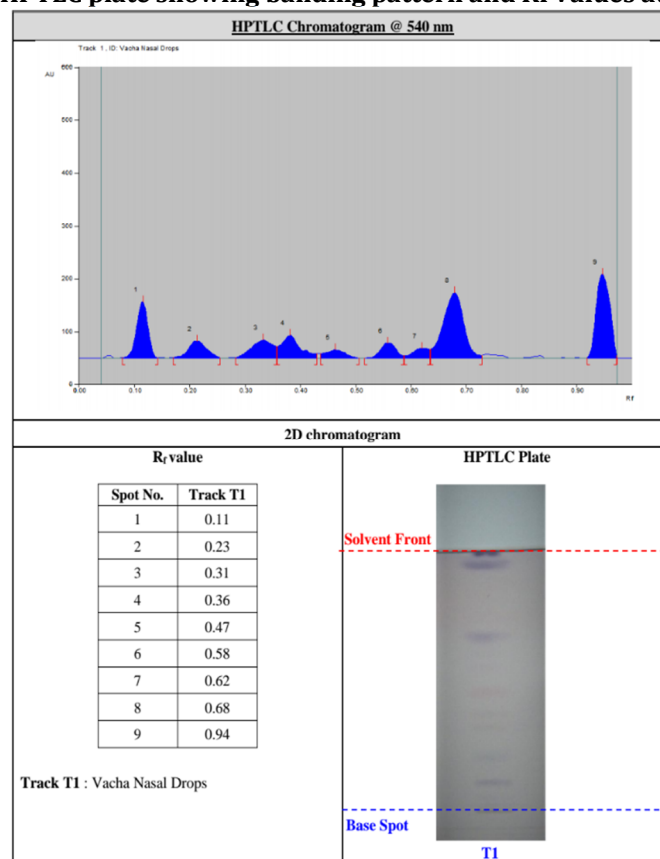 HPTLC Chromatogram @ 540 nm
Track 1 , ID: Vacha Nasal Drops
AU
600
500
400
300
200
100
0
1
2
3
4
5
6
7
8
9
0.00 0.10 0.20 0.30 0.40 0.50 0.60 0.70 0.80 0.90
Rf
2D chromatogram
Rf value
Spot No. Track T1
1 0.11
2 0.23
3 0.31
4 0.36
5 0.47
6 0.58
7 0.62
8 0.68
9 0.94
Track T1 : Vacha Nasal Drops
HPTLC Plate
Solvent Front
Base Spot
T1